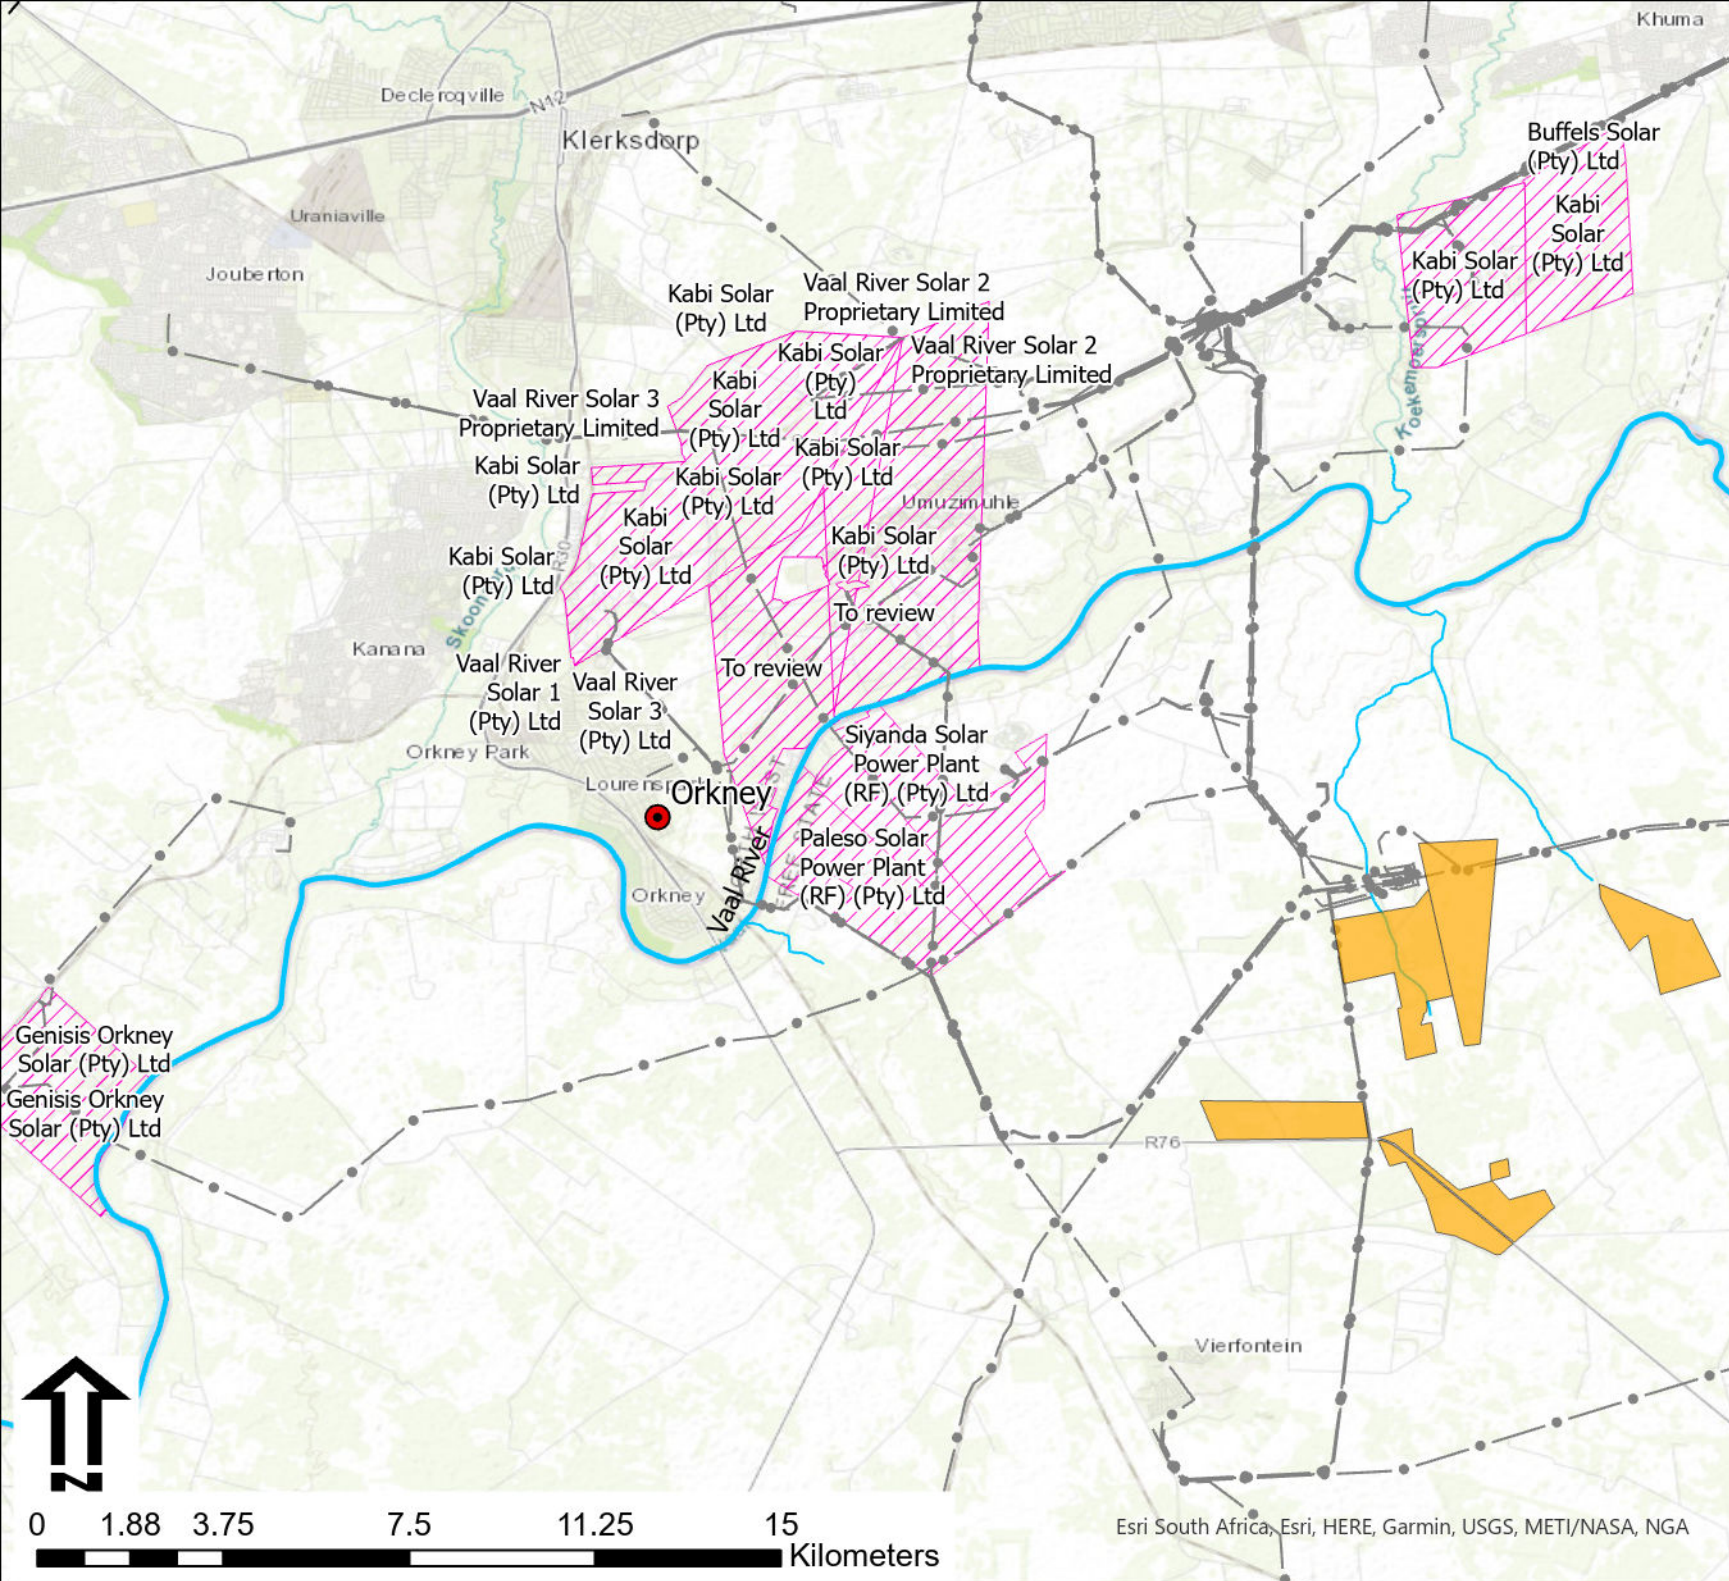 Khuma
Declercqville
N12
Klerksdorp
Buffels Solar
(Pty) Ltd
Uraniaville
Kabi
Solar
(Pty) Ltd
Kabi Solar
(Pty) Ltd
Jouberton
Kabi Solar
(Pty) Ltd
Vaal River Solar 2
Proprietary Limited
Vaal River Solar 2
Proprietary Limited
Kabi Solar
(Pty)
Ltd
Kabi
Solar
(Pty) Ltd
Vaal River Solar 3
Proprietary Limited
Kabi Solar
(Pty) Ltd
Kabi Solar
(Pty) Ltd
Kabi Solar
(Pty) Ltd
Umuzimuhle
Kabi
Solar
(Pty) Ltd
Kabi Solar
(Pty) Ltd
Kabi Solar
(Pty) Ltd
R30
To review
Kanana
To review
Vaal River
Solar 1
(Pty) Ltd
Vaal River
Solar 3
(Pty) Ltd
Orkney Park
Siyanda Solar
Power Plant
(RF) (Pty) Ltd
Orkney
FREE STATE
Paleso Solar
Power Plant
(RF) (Pty) Ltd
Vaal River
Orkney
Genisis Orkney
Solar (Pty) Ltd
Genisis Orkney
Solar (Pty) Ltd
R76
Vierfontein
N
0 1.88 3.75 7.5 11.25 15
Kilometers
Esri South Africa, Esri, HERE, Garmin, USGS, METI/NASA, NGA